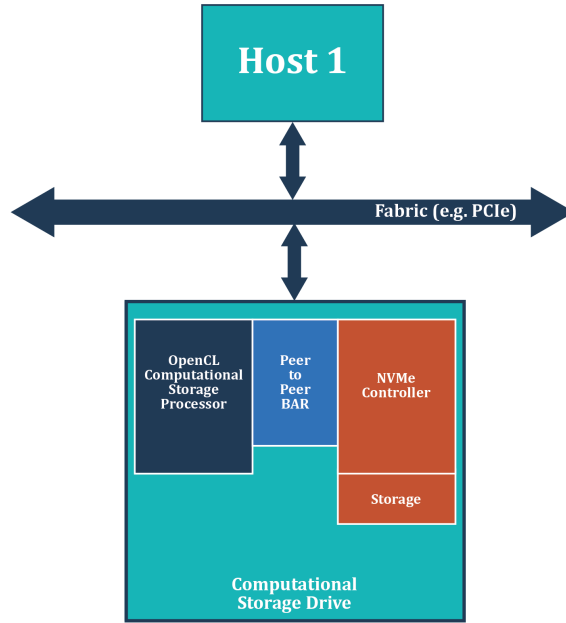 Host 1
Fabric (e.g. PCIe)
OpenCL
Computational
Storage
Processor
Peer
to
Peer
BAR
NVMe
Controller
Storage
Computational
Storage Drive